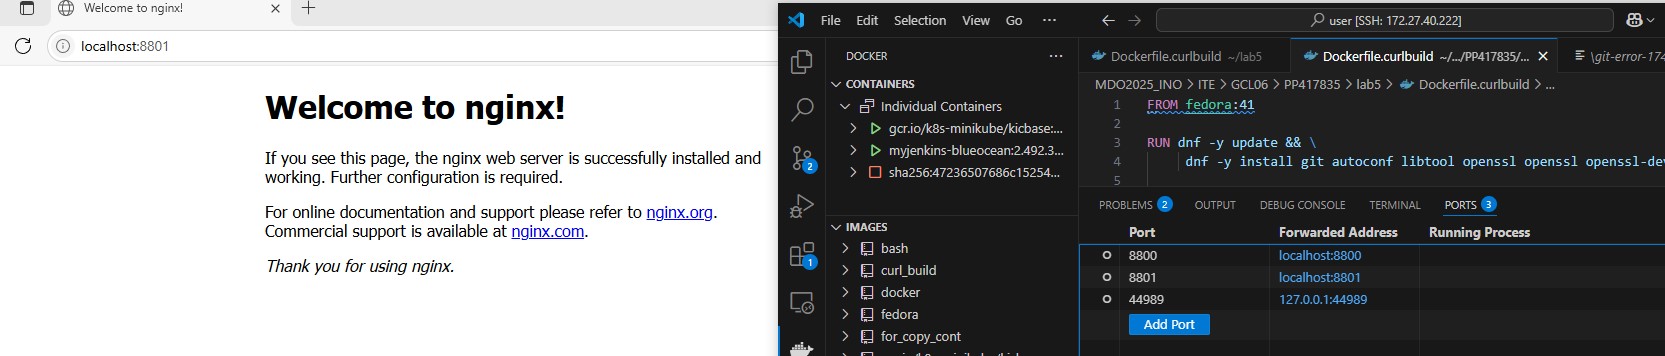 Welcome to nginx!
localhost:8801
Welcome to nginx!
If you see this page, the nginx web server is successfully installed and
working. Further configuration is required.
For online documentation and support please refer to nginx.org.
Commercial support is available at nginx.com.
Thank you for using nginx.
File Edit Selection View Go ···
user [SSH: 172.27.40.222]
DOCKER ···
CONTAINERS
Individual Containers
gcr.io/k8s-minikube/kicbase:...
myjenkins-blueocean:2.492.3...
sha256:47236507686c15254...
IMAGES
bash
curl_build
docker
fedora
for_copy_cont
2
1
Dockerfile.curlbuild ~/lab5
Dockerfile.curlbuild ~/.../PP417835/...
\git-error-174
MDO2025_INO > ITE > GCL06 > PP417835 > lab5 > Dockerfile.curlbuild > ...
1 FROM fedora:41
2
3 RUN dnf -y update && \
4 dnf -y install git autoconf libtool openssl openssl openssl-dev
5
PROBLEMS 2 OUTPUT DEBUG CONSOLE TERMINAL PORTS 3
Port Forwarded Address Running Process
8800 localhost:8800
8801 localhost:8801
44989 127.0.0.1:44989
Add Port